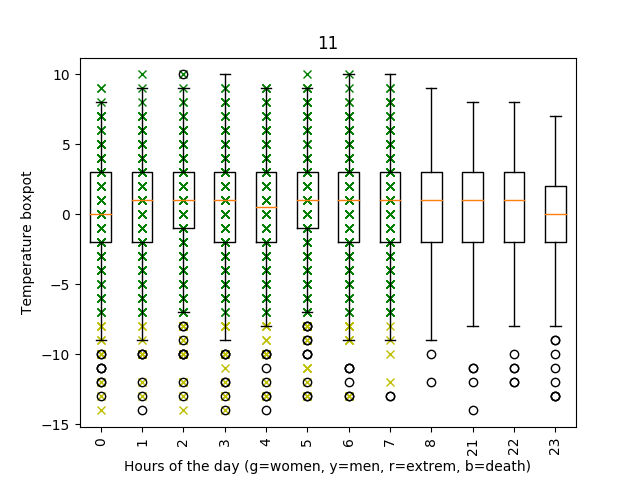 11
10
5
0
−5
−10
−15
Temperature boxpot
0 1 2 3 4 5 6 7 8 21 22 23
Hours of the day (g=women, y=men, r=extrem, b=death)